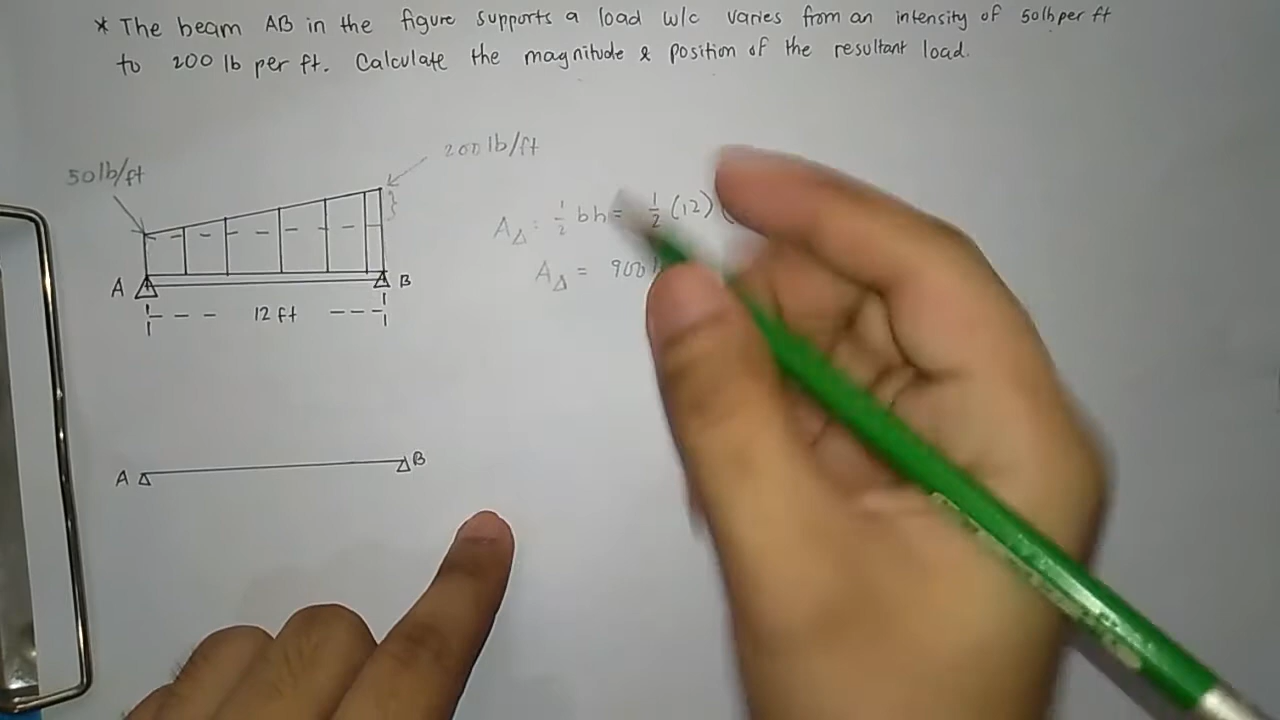 * The beam AB in the figure supports a load w/c varies from an intensity of 50lb per ft
to 200 lb per ft. Calculate the magnitude & position of the resultant load.
200 lb/ft
50lb/ft
A△ = 1/2 bh = 1/2 (12) (
A△ = 900
A B
12 ft
A B